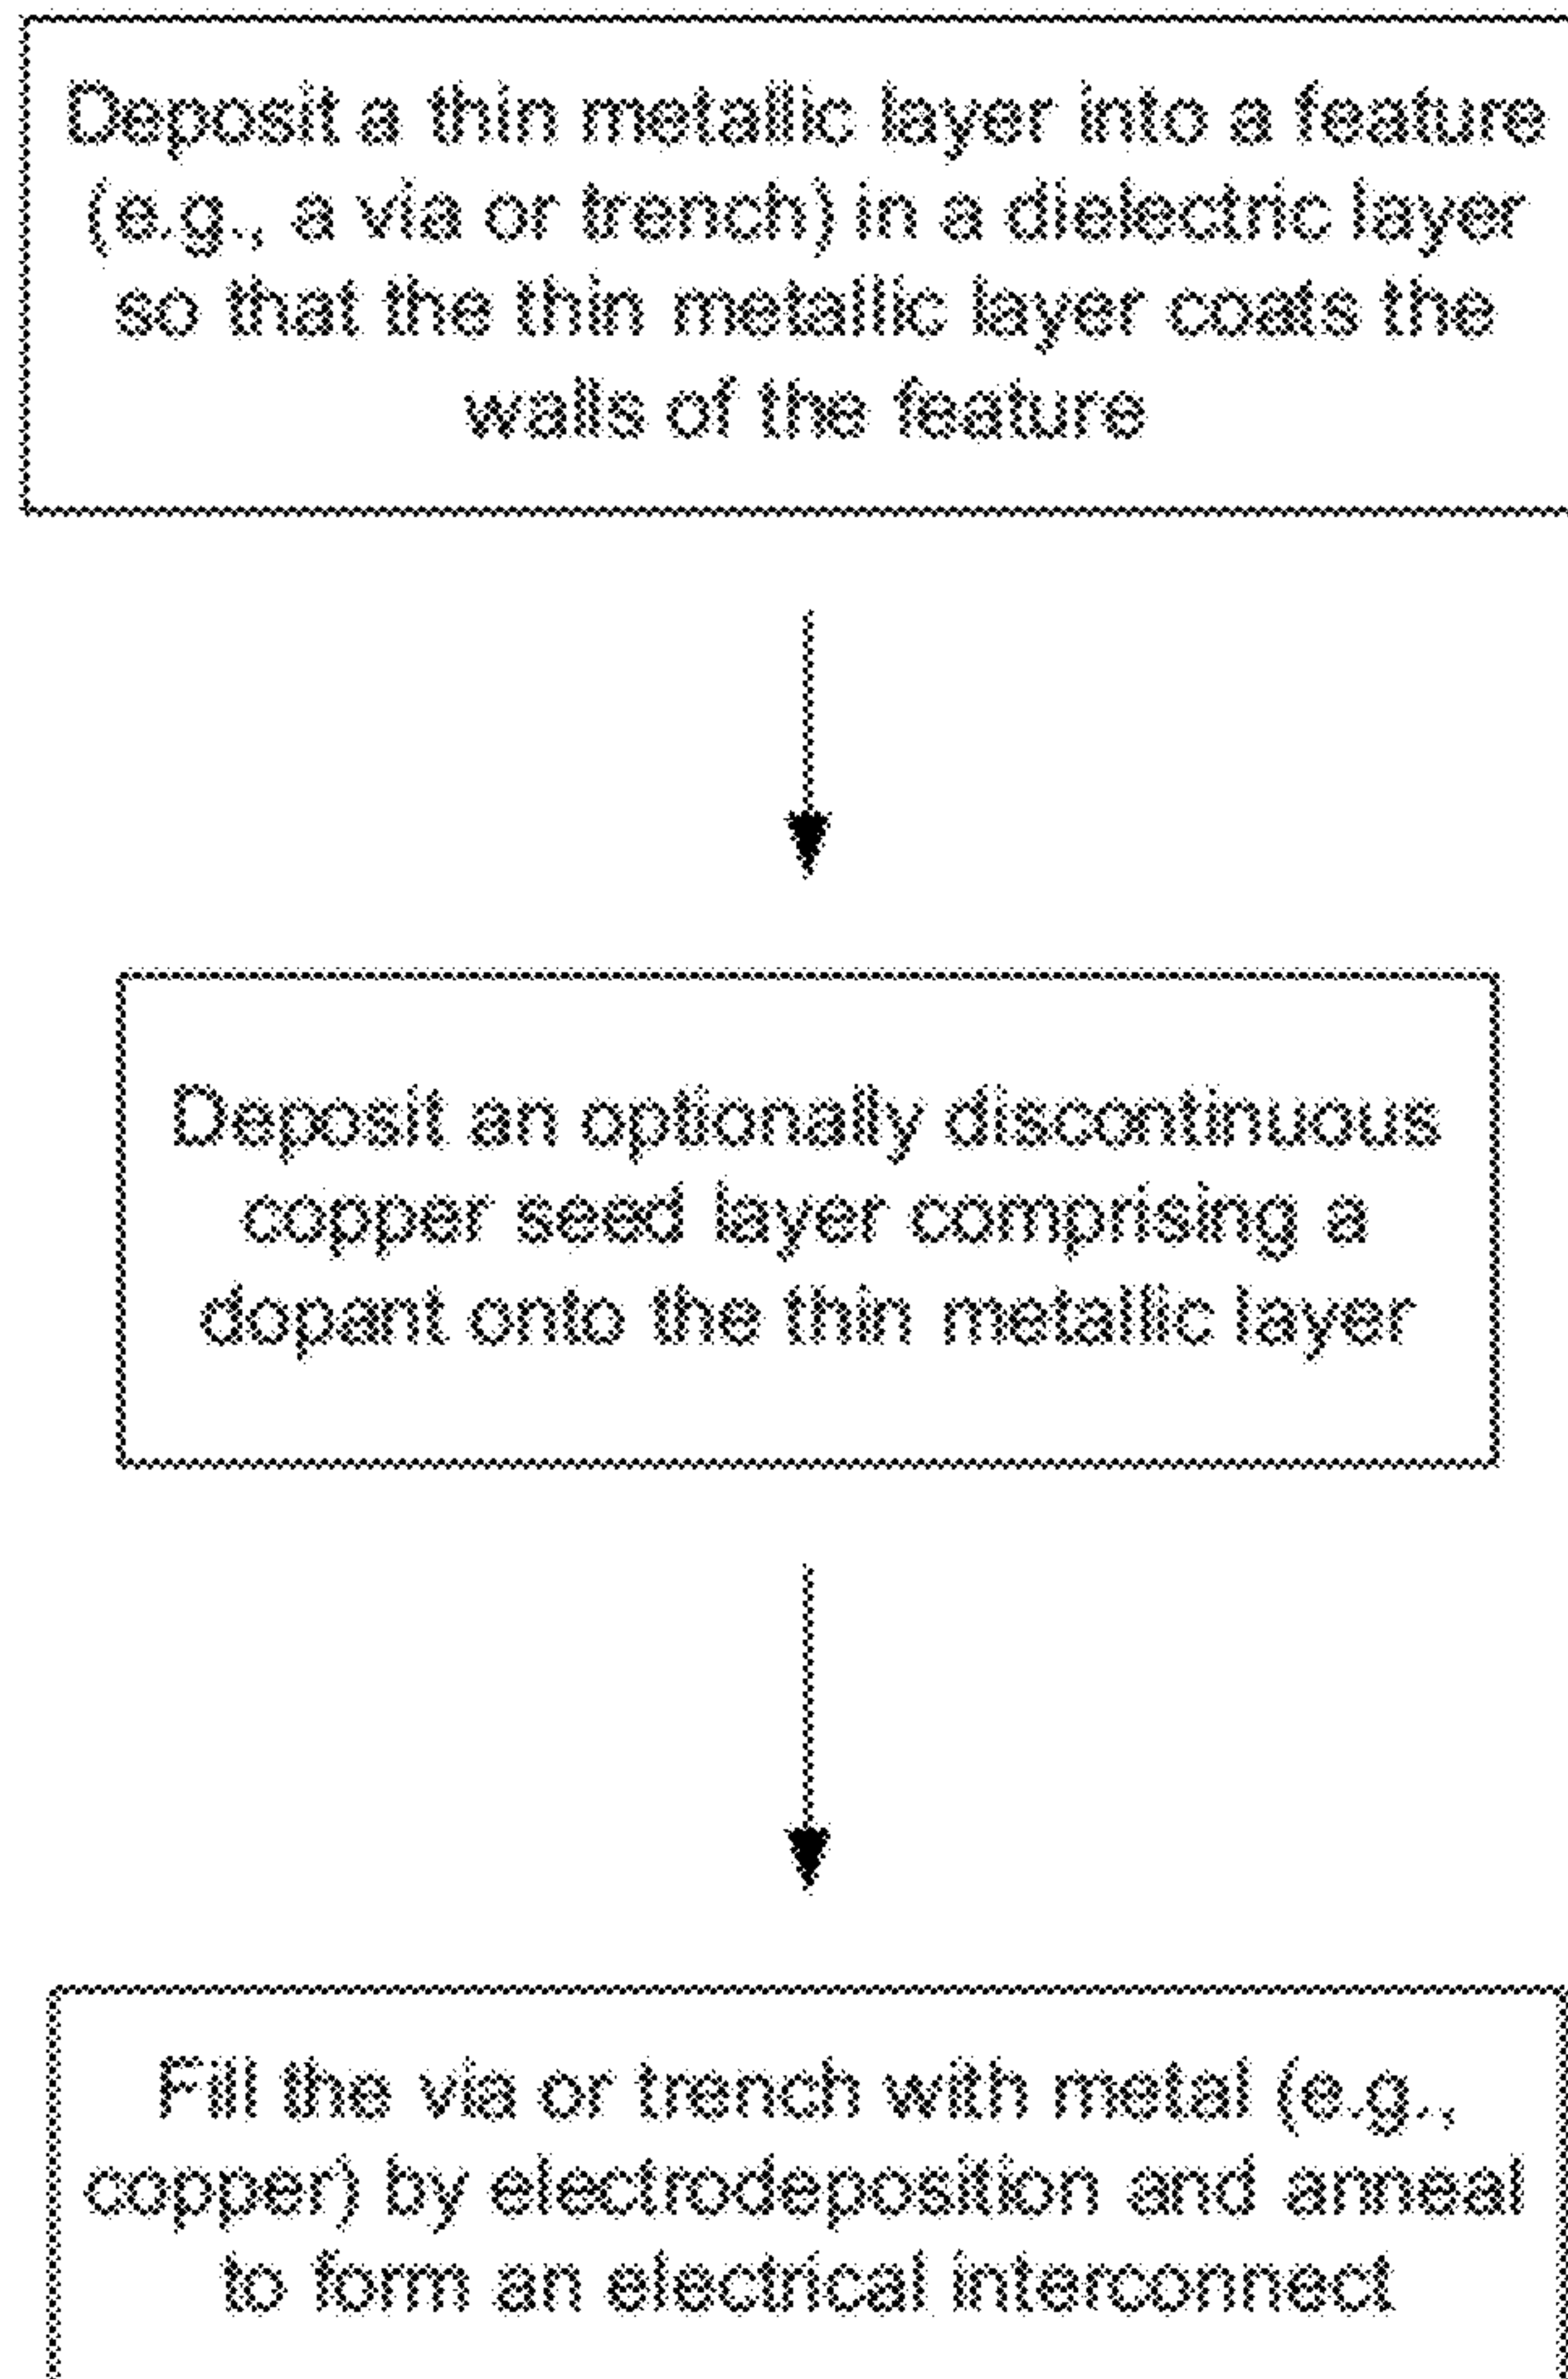 Deposit a thin metallic layer into a feature
(e.g., a via or trench) in a dielectric layer
so that the thin metallic layer coats the
walls of the feature
Deposit an optionally discontinuous
copper seed layer comprising a
dopant onto the thin metallic layer
Fill the via or trench with metal (e.g.,
copper) by electrodeposition and anneal
to form an electrical interconnect